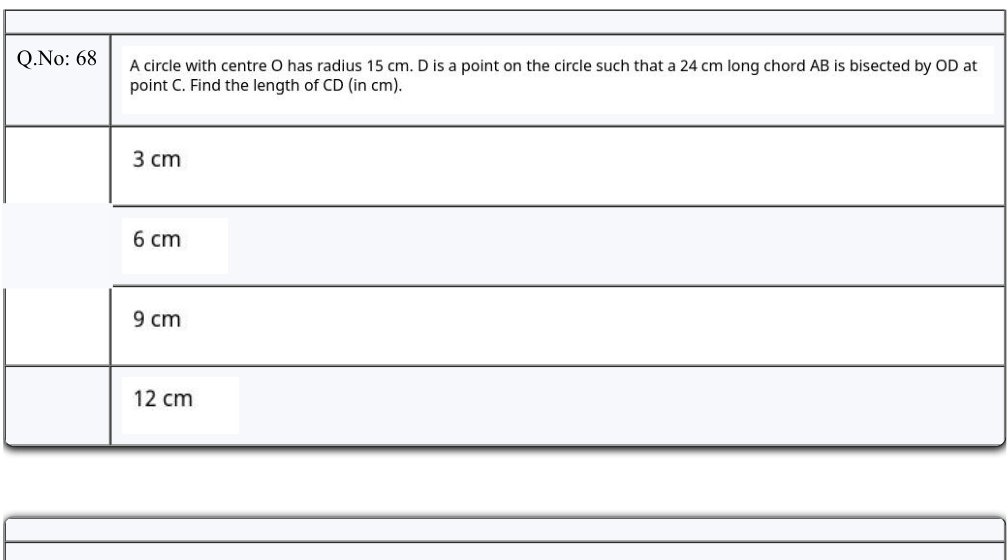 Q.No: 68
A circle with centre O has radius 15 cm. D is a point on the circle such that a 24 cm long chord AB is bisected by OD at
point C. Find the length of CD (in cm).
3 cm
6 cm
9 cm
12 cm